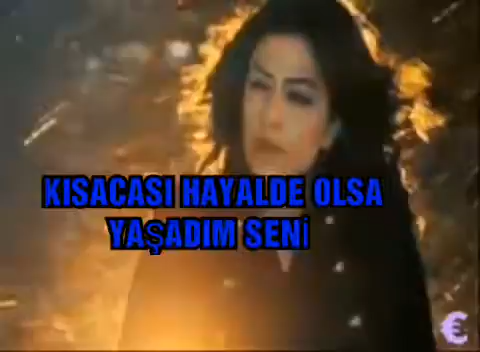 KISACASI HAYALDE OLSA
YAŞADIM SENİ
€